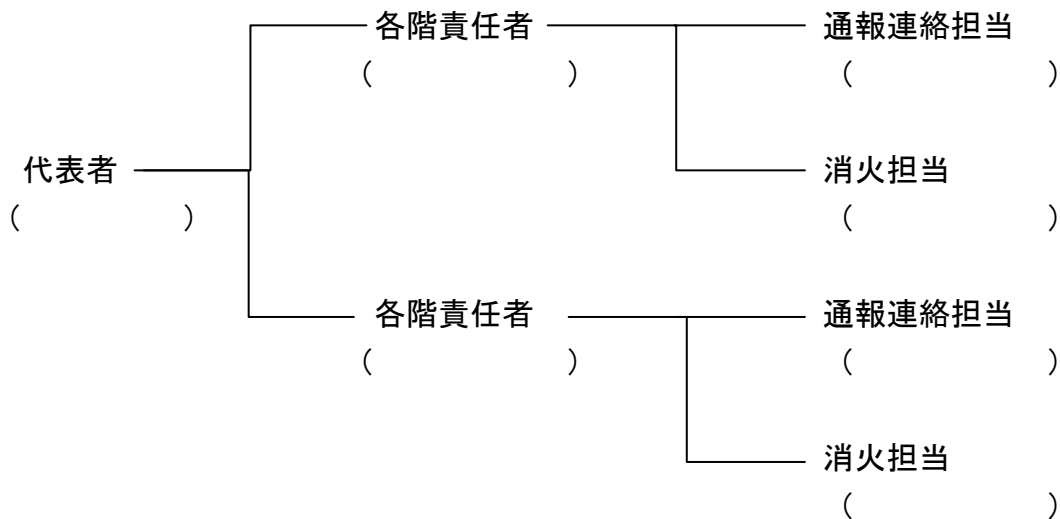 各階責任者 通報連絡担当
( ) ( )
代表者 消火担当
( ) ( )
各階責任者 通報連絡担当
( ) ( )
消火担当
( )